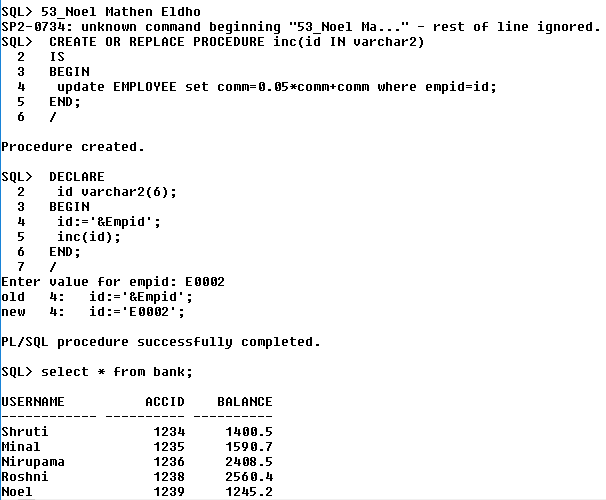 SQL> 53_Noel Mathen Eldho
SP2-0734: unknown command beginning "53_Noel Ma..." - rest of line ignored.
SQL>  CREATE OR REPLACE PROCEDURE inc(id IN varchar2)
  2   IS
  3   BEGIN
  4    update EMPLOYEE set comm=0.05*comm+comm where empid=id;
  5   END;
  6   /
Procedure created.
SQL>  DECLARE
  2    id varchar2(6);
  3   BEGIN
  4    id:='&Empid';
  5    inc(id);
  6   END;
  7   /
Enter value for empid: E0002
old   4:   id:='&Empid';
new   4:   id:='E0002';
PL/SQL procedure successfully completed.
SQL> select * from bank;
USERNAME          ACCID    BALANCE
------------ ---------- ----------
Shruti             1234     1400.5
Minal              1235     1590.7
Nirupama           1236     2408.5
Roshni             1238     2560.4
Noel               1239     1245.2